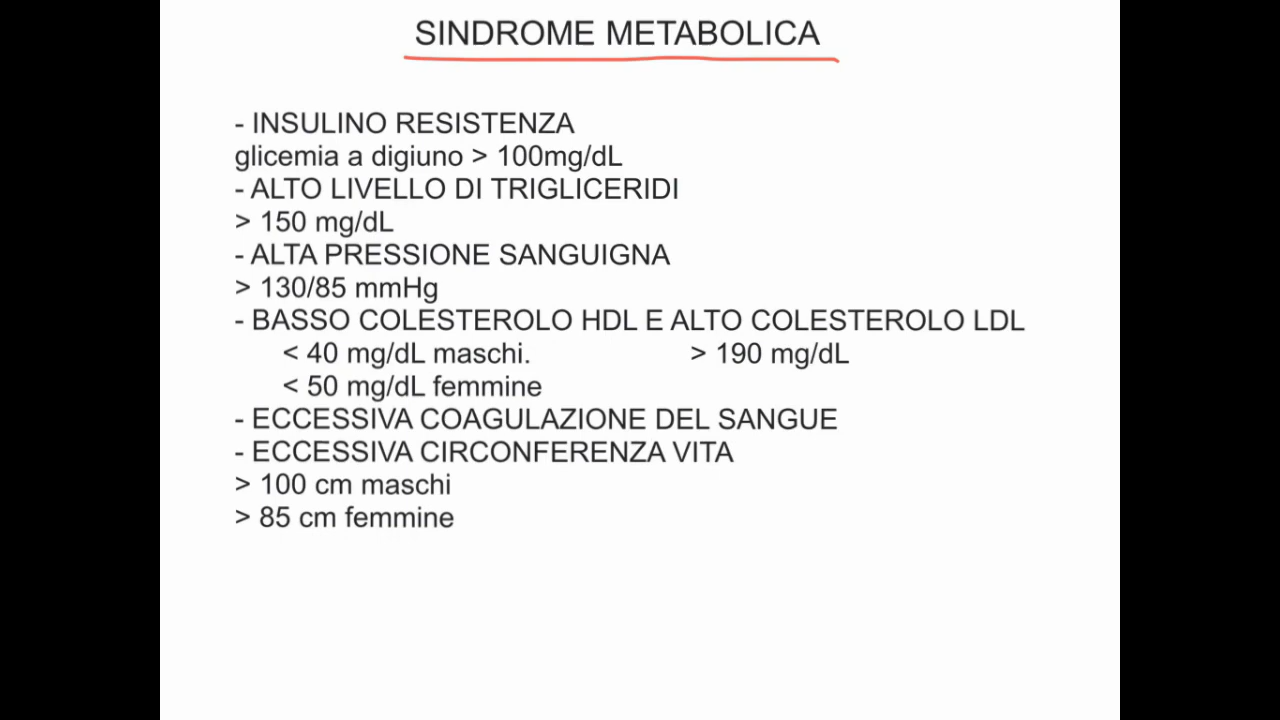 SINDROME METABOLICA
- INSULINO RESISTENZA
glicemia a digiuno > 100mg/dL
- ALTO LIVELLO DI TRIGLICERIDI
> 150 mg/dL
- ALTA PRESSIONE SANGUIGNA
> 130/85 mmHg
- BASSO COLESTEROLO HDL E ALTO COLESTEROLO LDL
< 40 mg/dL maschi. > 190 mg/dL
< 50 mg/dL femmine
- ECCESSIVA COAGULAZIONE DEL SANGUE
- ECCESSIVA CIRCONFERENZA VITA
> 100 cm maschi
> 85 cm femmine